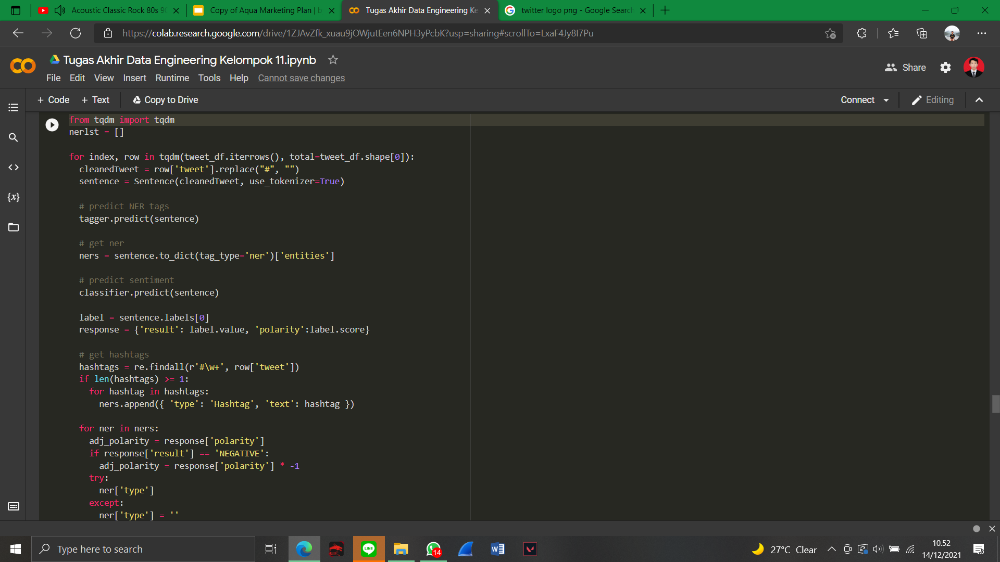 Acoustic Classic Rock 80s 9
Copy of Aqua Marketing Plan | b
Tugas Akhir Data Engineering Ke
twitter logo png - Google Search
https://colab.research.google.com/drive/1ZJAvZfk_xuau9jOWjutEen6NPH3yPcbK?usp=sharing#scrollTo=LxaF4Jy8I7Pu
Tugas Akhir Data Engineering Kelompok 11.ipynb
File Edit View Insert Runtime Tools Help Cannot save changes
Share
+ Code + Text Copy to Drive
Connect Editing
from tqdm import tqdm
nerlst = []
for index, row in tqdm(tweet_df.iterrows(), total=tweet_df.shape[0]):
cleanedTweet = row['tweet'].replace("#", "")
sentence = Sentence(cleanedTweet, use_tokenizer=True)
# predict NER tags
tagger.predict(sentence)
# get ner
ners = sentence.to_dict(tag_type='ner')['entities']
# predict sentiment
classifier.predict(sentence)
label = sentence.labels[0]
response = {'result': label.value, 'polarity':label.score}
# get hashtags
hashtags = re.findall(r'#\w+', row['tweet'])
if len(hashtags) >= 1:
for hashtag in hashtags:
ners.append({ 'type': 'Hashtag', 'text': hashtag })
for ner in ners:
adj_polarity = response['polarity']
if response['result'] == 'NEGATIVE':
adj_polarity = response['polarity'] * -1
try:
ner['type']
except:
ner['type'] = ''
{x}
Type here to search
LINE
14
W
27°C Clear
10.52
14/12/2021